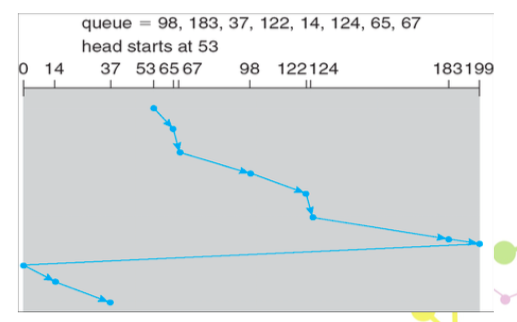 queue = 98, 183, 37, 122, 14, 124, 65, 67
head starts at 53
0 14 37 53 65 67 98 122 124 183 199